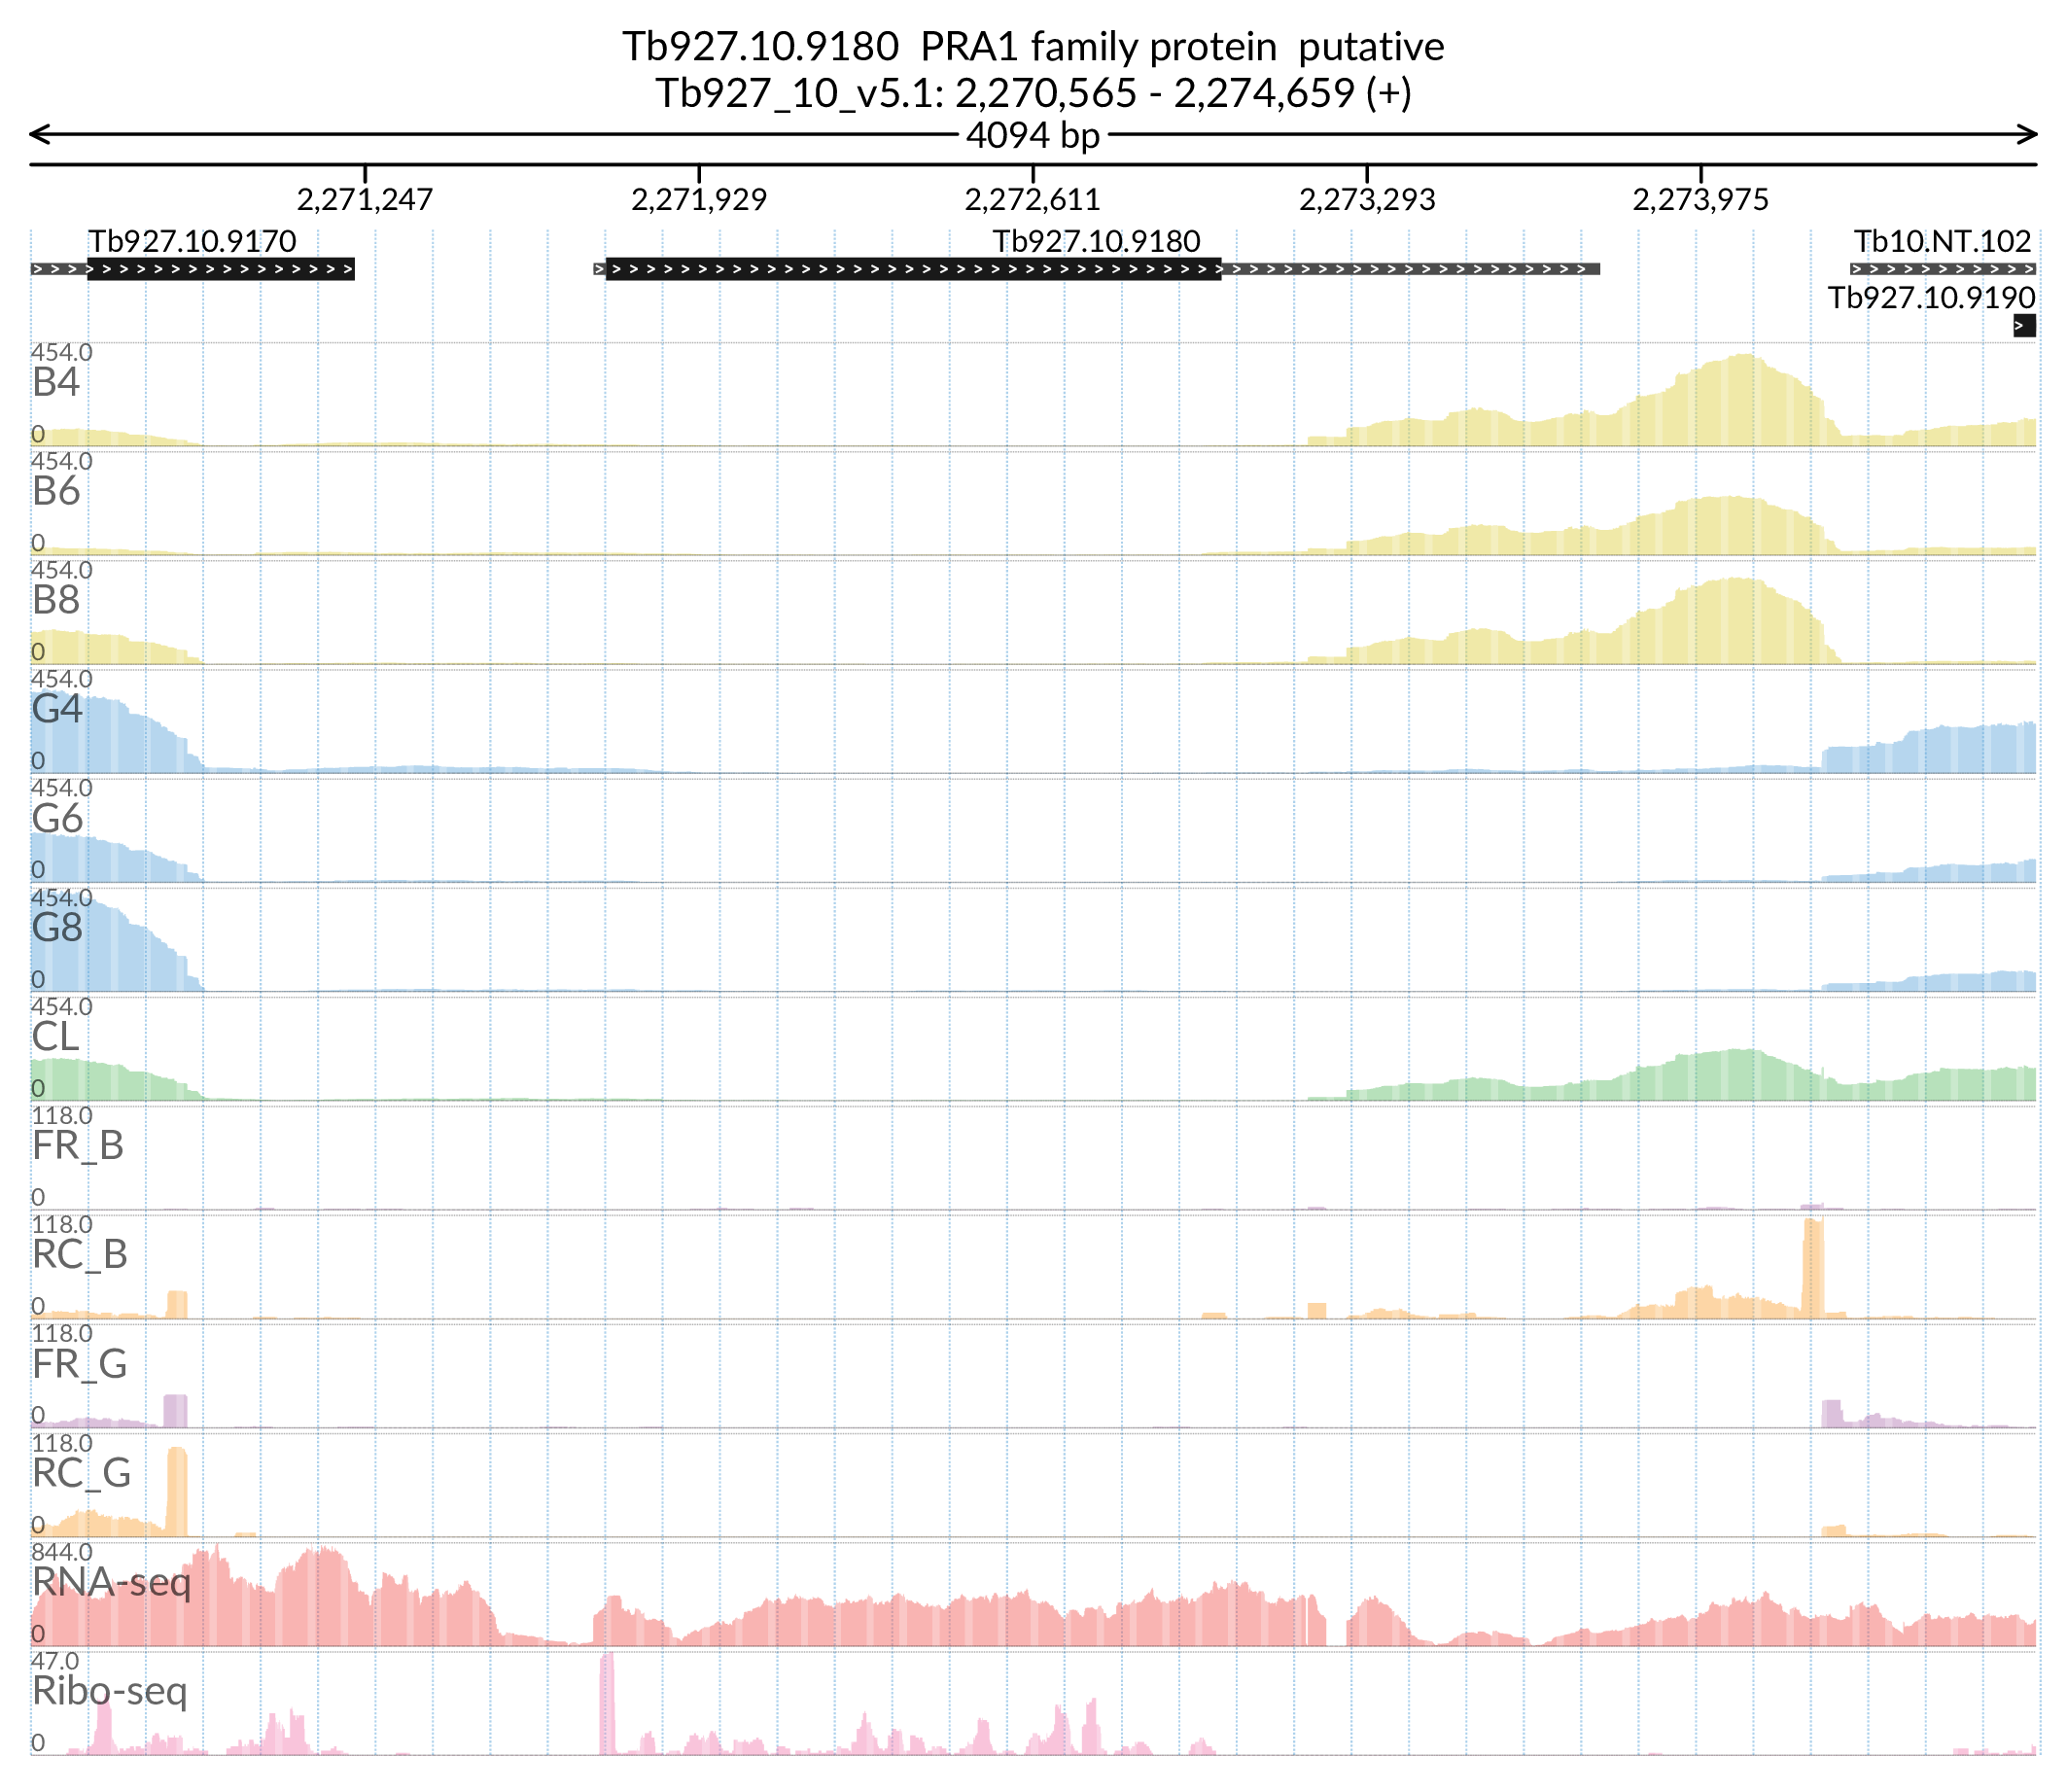 Tb927.10.9180 PRA1 family protein putative
Tb927_10_v5.1: 2,270,565 - 2,274,659 (+)
4094 bp
2,271,247 2,271,929 2,272,611 2,273,293 2,273,975
Tb927.10.9170 Tb927.10.9180 Tb10.NT.102
Tb927.10.9190
454.0
B4
0
454.0
B6
0
454.0
B8
0
454.0
G4
0
454.0
G6
0
454.0
G8
0
454.0
CL
0
118.0
FR_B
0
118.0
RC_B
0
118.0
FR_G
0
118.0
RC_G
0
844.0
RNA-seq
0
47.0
Ribo-seq
0